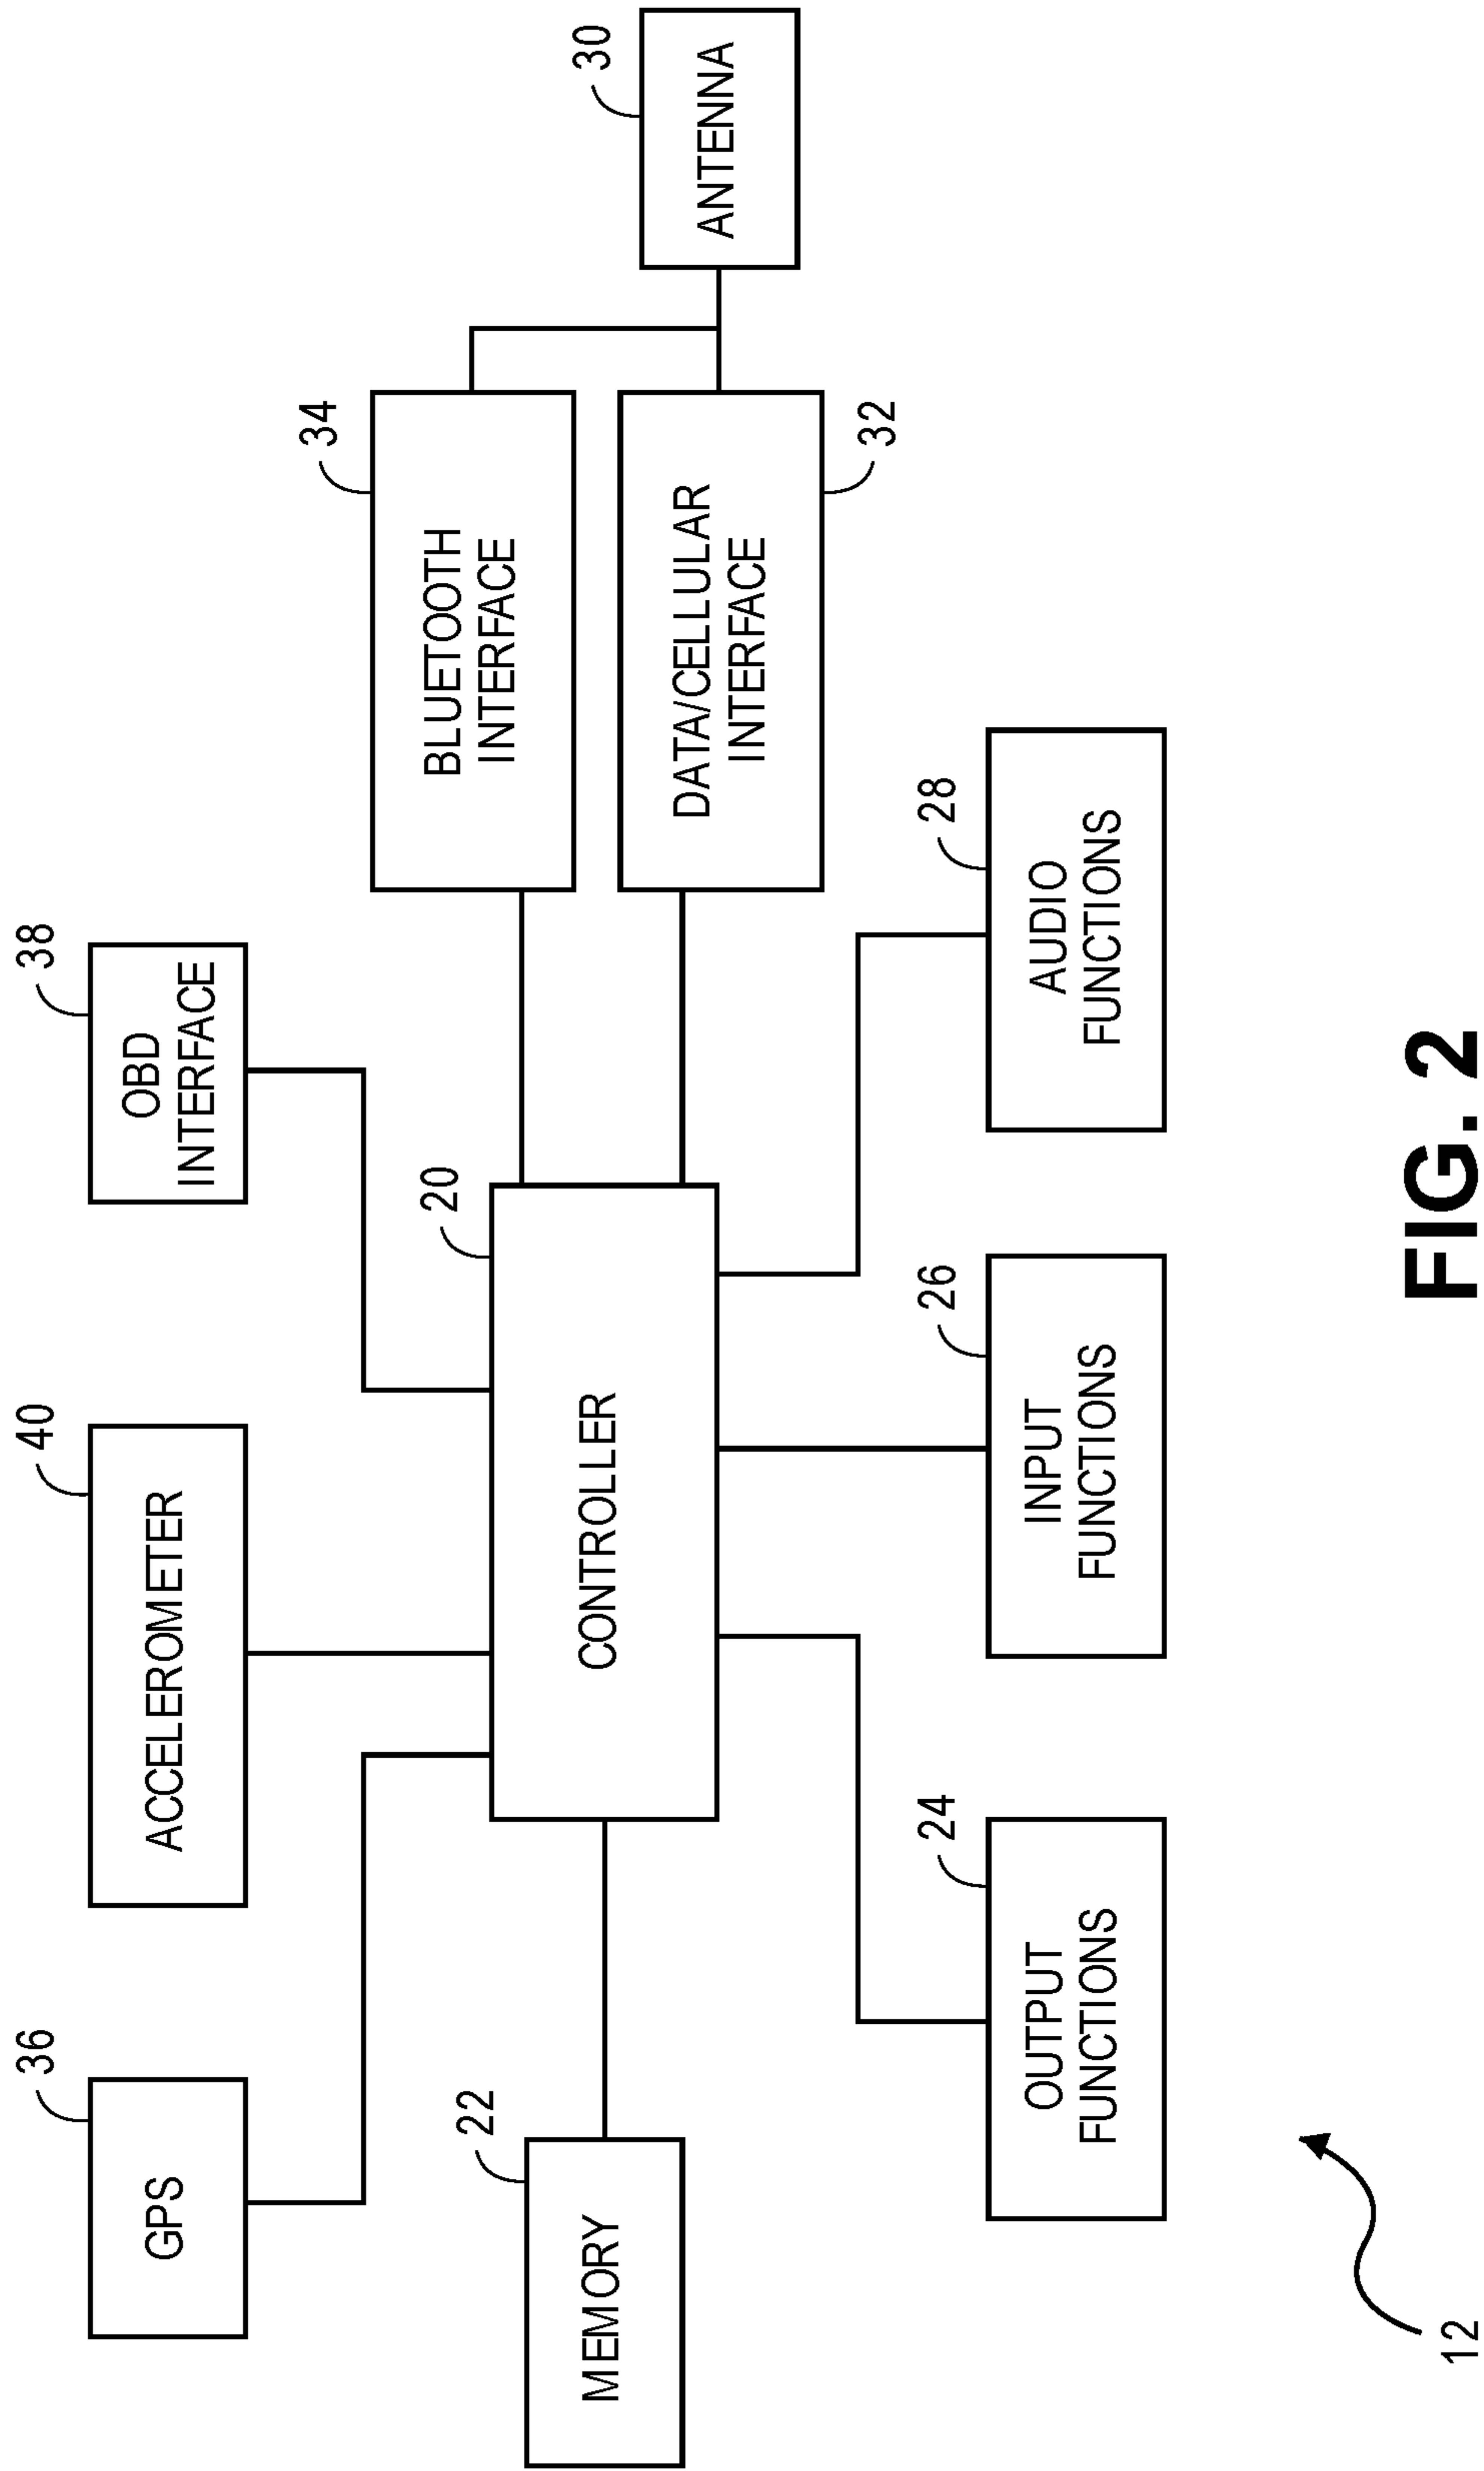 36
GPS
40
ACCELEROMETER
38
OBD
INTERFACE
22
MEMORY
20
CONTROLLER
34
BLUETOOTH
INTERFACE
DATA/CELLULAR
INTERFACE
32
30
ANTENNA
24
OUTPUT
FUNCTIONS
26
INPUT
FUNCTIONS
28
AUDIO
FUNCTIONS
12
FIG. 2